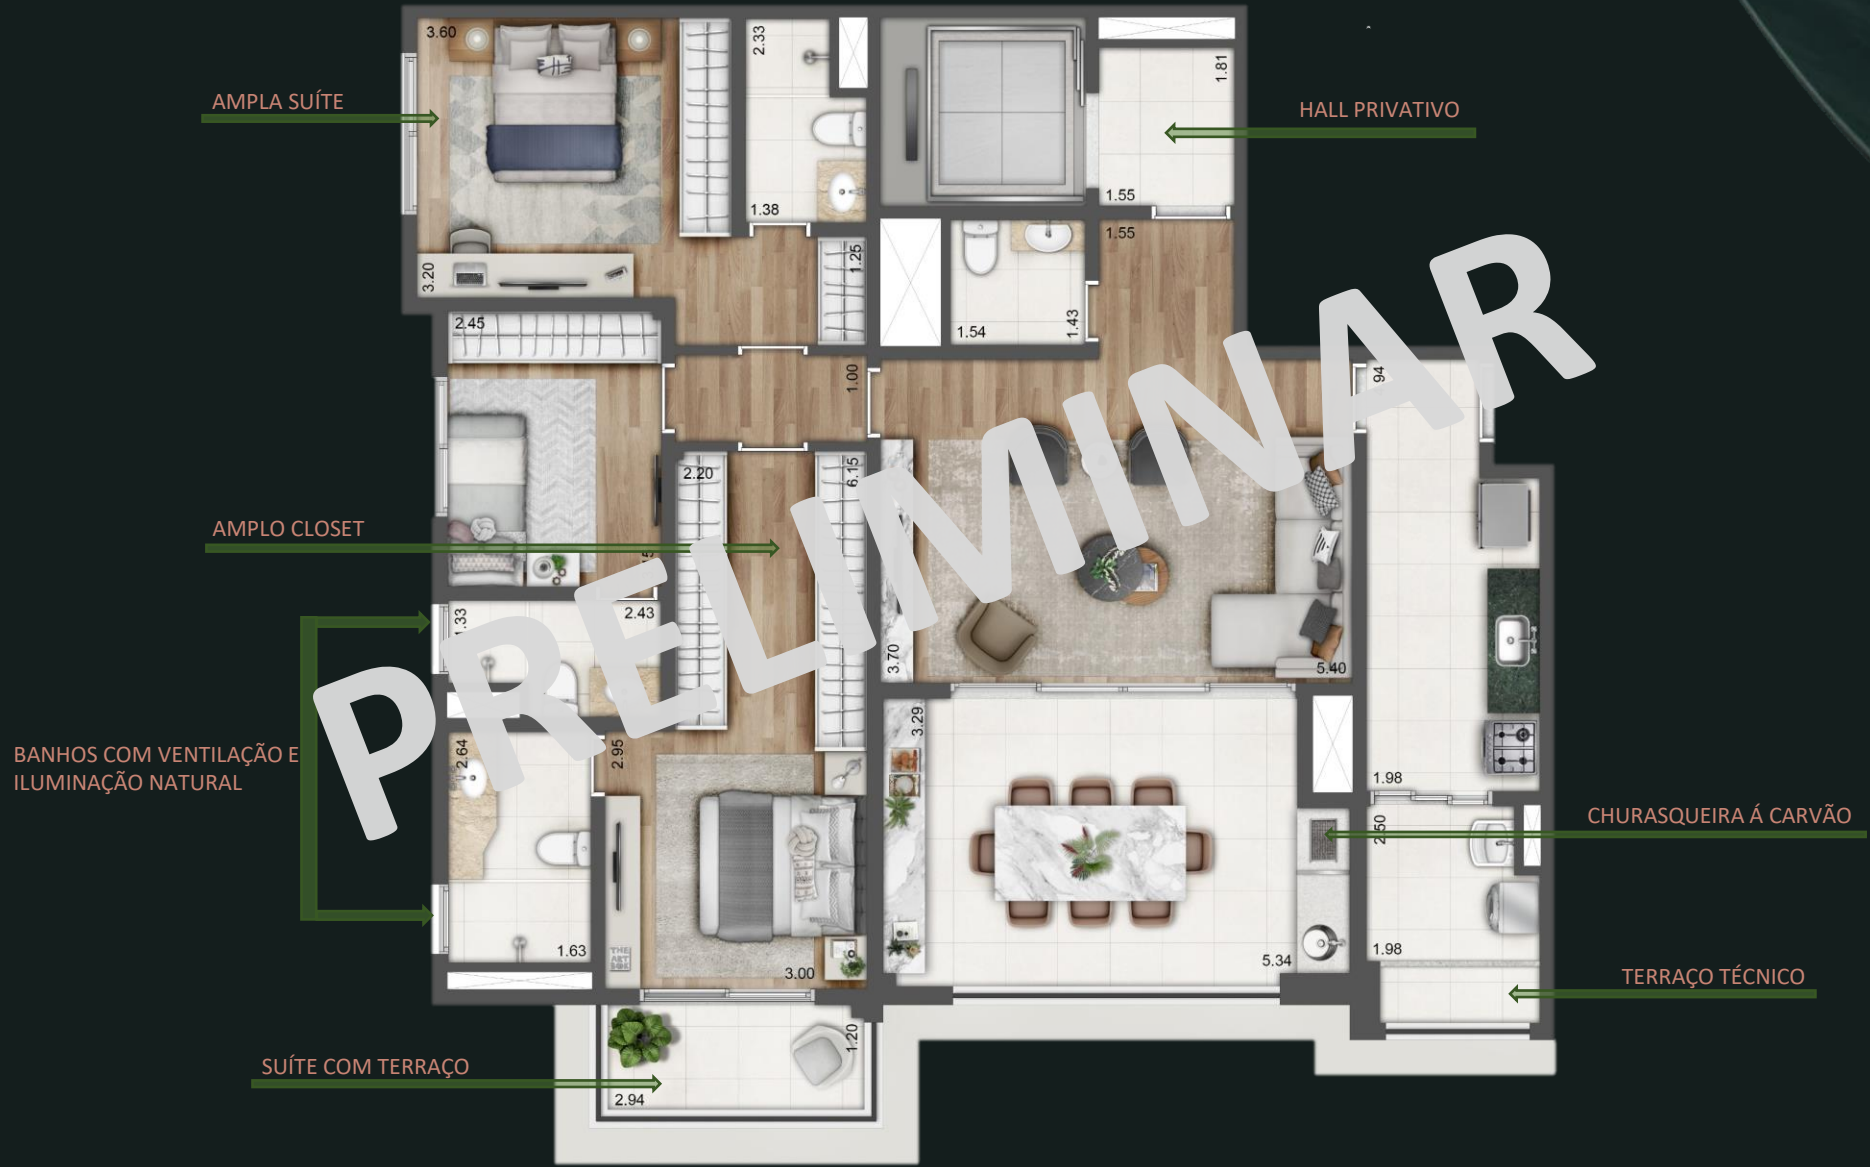 3.60
2.33
1.81
AMPLA SUÍTE
HALL PRIVATIVO
1.55
1.38
1.55
1.25
3.20
2.45
1.54
1.43
1.00
94
2.20
6.15
AMPLO CLOSET
PRELIMINAR
2.43
1.33
3.70
5.40
3.29
BANHOS COM VENTILAÇÃO E
ILUMINAÇÃO NATURAL
2.64
2.95
1.98
CHURASQUEIRA Á CARVÃO
2.50
1.63
THE
ART
BOK
3.00
5.34
1.98
TERRAÇO TÉCNICO
1.20
SUÍTE COM TERRAÇO
2.94